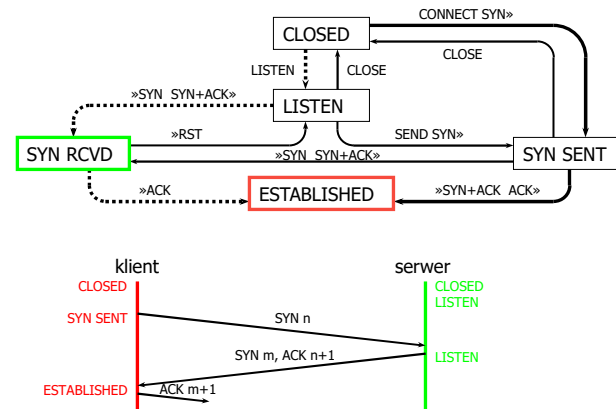 CONNECT SYN»
CLOSED
CLOSE
LISTEN
CLOSE
»SYN SYN+ACK»
LISTEN
»RST
SEND SYN»
SYN RCVD
»SYN SYN+ACK»
SYN SENT
»ACK
ESTABLISHED
»SYN+ACK ACK»
klient
serwer
CLOSED
CLOSED
LISTEN
SYN SENT
SYN n
SYN m, ACK n+1
LISTEN
ESTABLISHED
ACK m+1